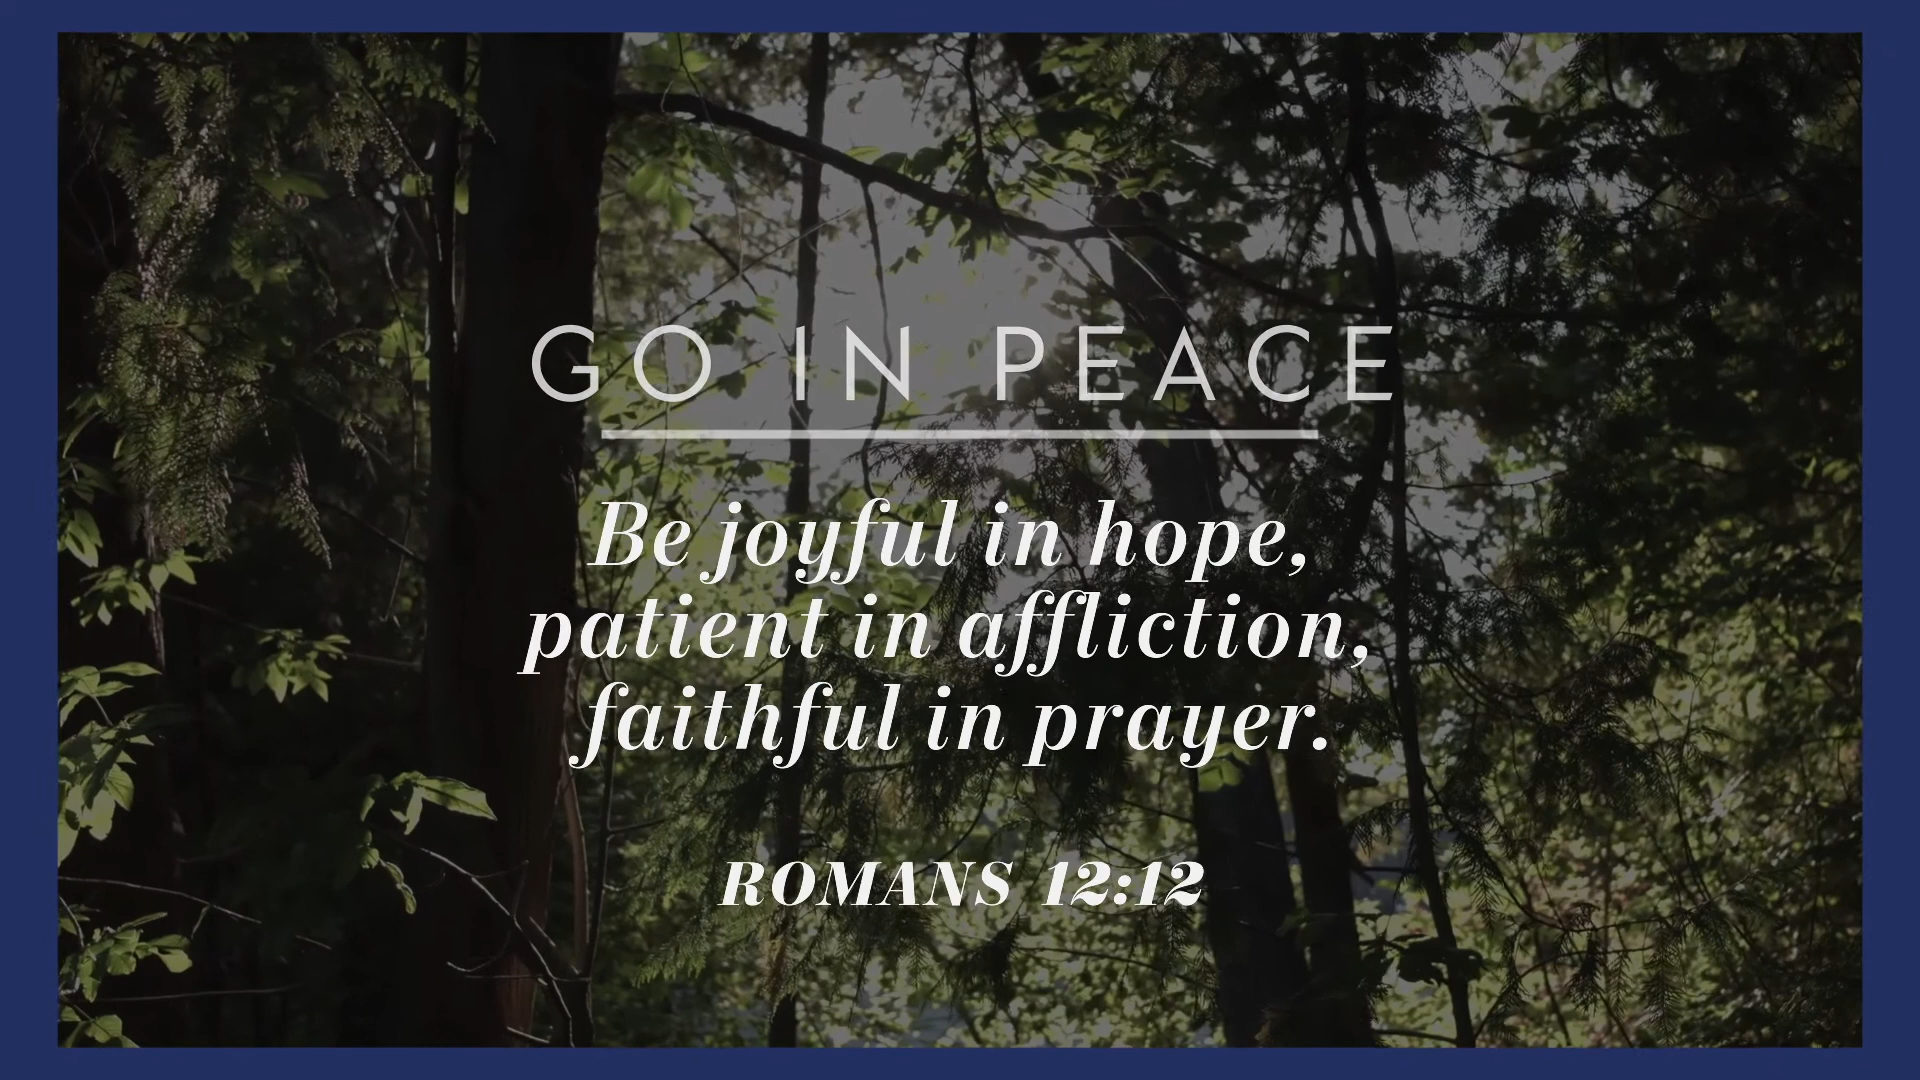 GO IN PEACE
Be joyful in hope,
patient in affliction,
faithful in prayer.
ROMANS 12:12